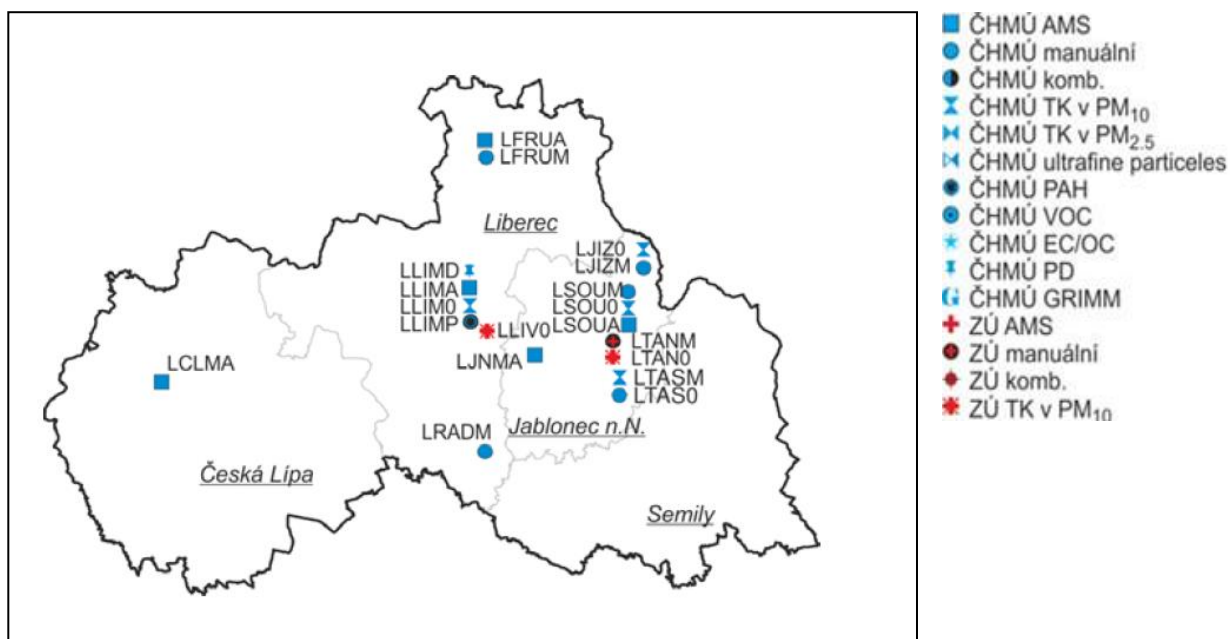 LFRUA
LFRUM
Liberec
LJIZ0
LJIZM
LLIMD
LLIMA
LLIM0
LLIMP
LLIV0
LSOUM
LSOU0
LSOUA
LTANM
LTAN0
LJNMA
LCLMA
LTASM
LTAS0
LRADM
Jablonec n.N.
Česká Lípa
Semily
ČHMÚ AMS
ČHMÚ manuální
ČHMÚ komb.
ČHMÚ TK v PM10
ČHMÚ TK v PM2.5
ČHMÚ ultrafine particeles
ČHMÚ PAH
ČHMÚ VOC
ČHMÚ EC/OC
ČHMÚ PD
ČHMÚ GRIMM
ZÚ AMS
ZÚ manuální
ZÚ komb.
ZÚ TK v PM10